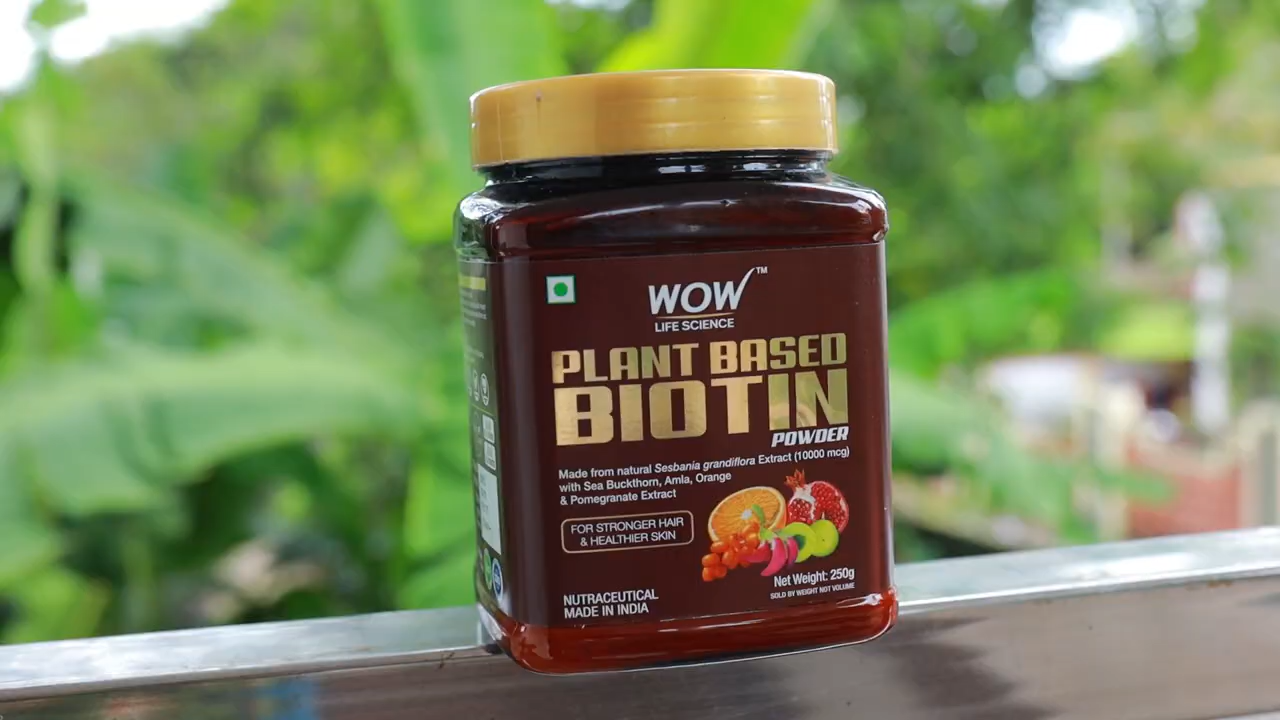 WOW™
LIFE SCIENCE
PLANT BASED
BIOTIN
POWDER
Made from natural Sesbania grandiflora Extract (10000 mcg)
with Sea Buckthorn, Amla, Orange
& Pomegranate Extract
FOR STRONGER HAIR
& HEALTHIER SKIN
NUTRACEUTICAL
MADE IN INDIA
Net Weight: 250g
SOLD BY WEIGHT NOT VOLUME